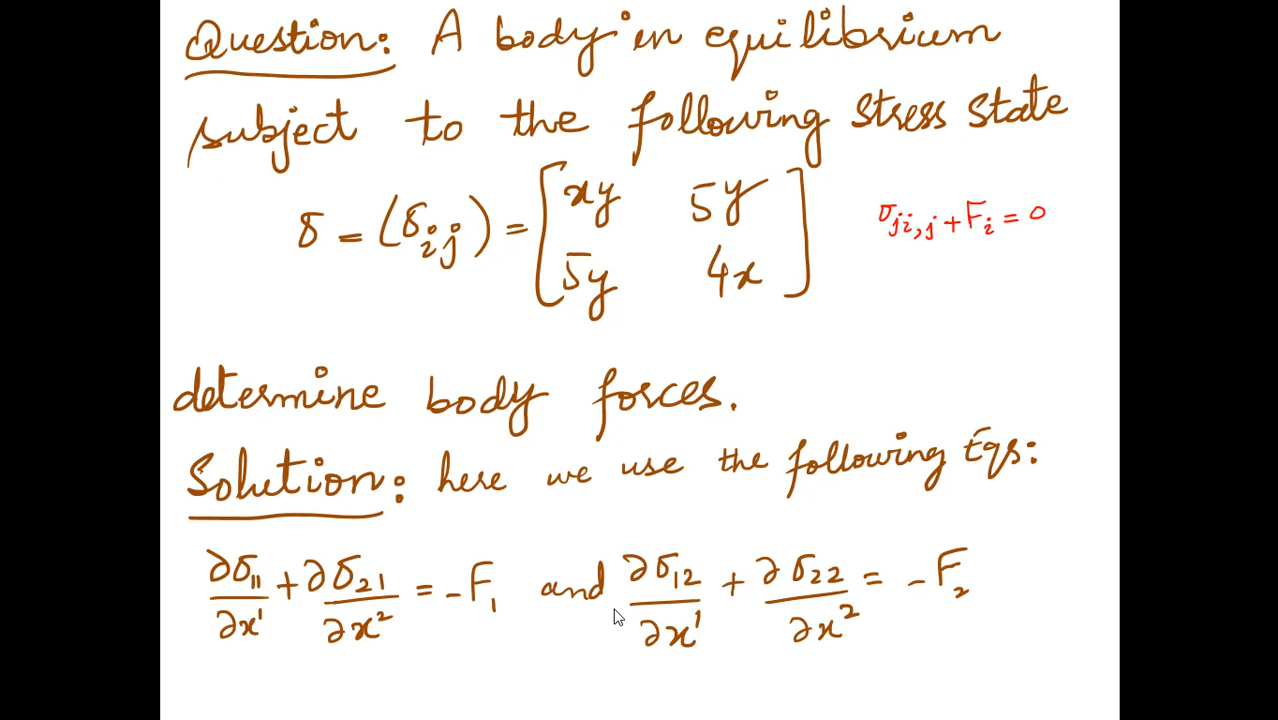 Question: A body in equilibrium
subject to the following stress state
σ = (σij) = [xy 5y
5y 4x]
σji,j + Fi = 0
determine body forces.
Solution: here we use the following Eqs:
∂σ11/∂x¹ + ∂σ21/∂x² = -F1 and ∂σ12/∂x¹ + ∂σ22/∂x² = -F2